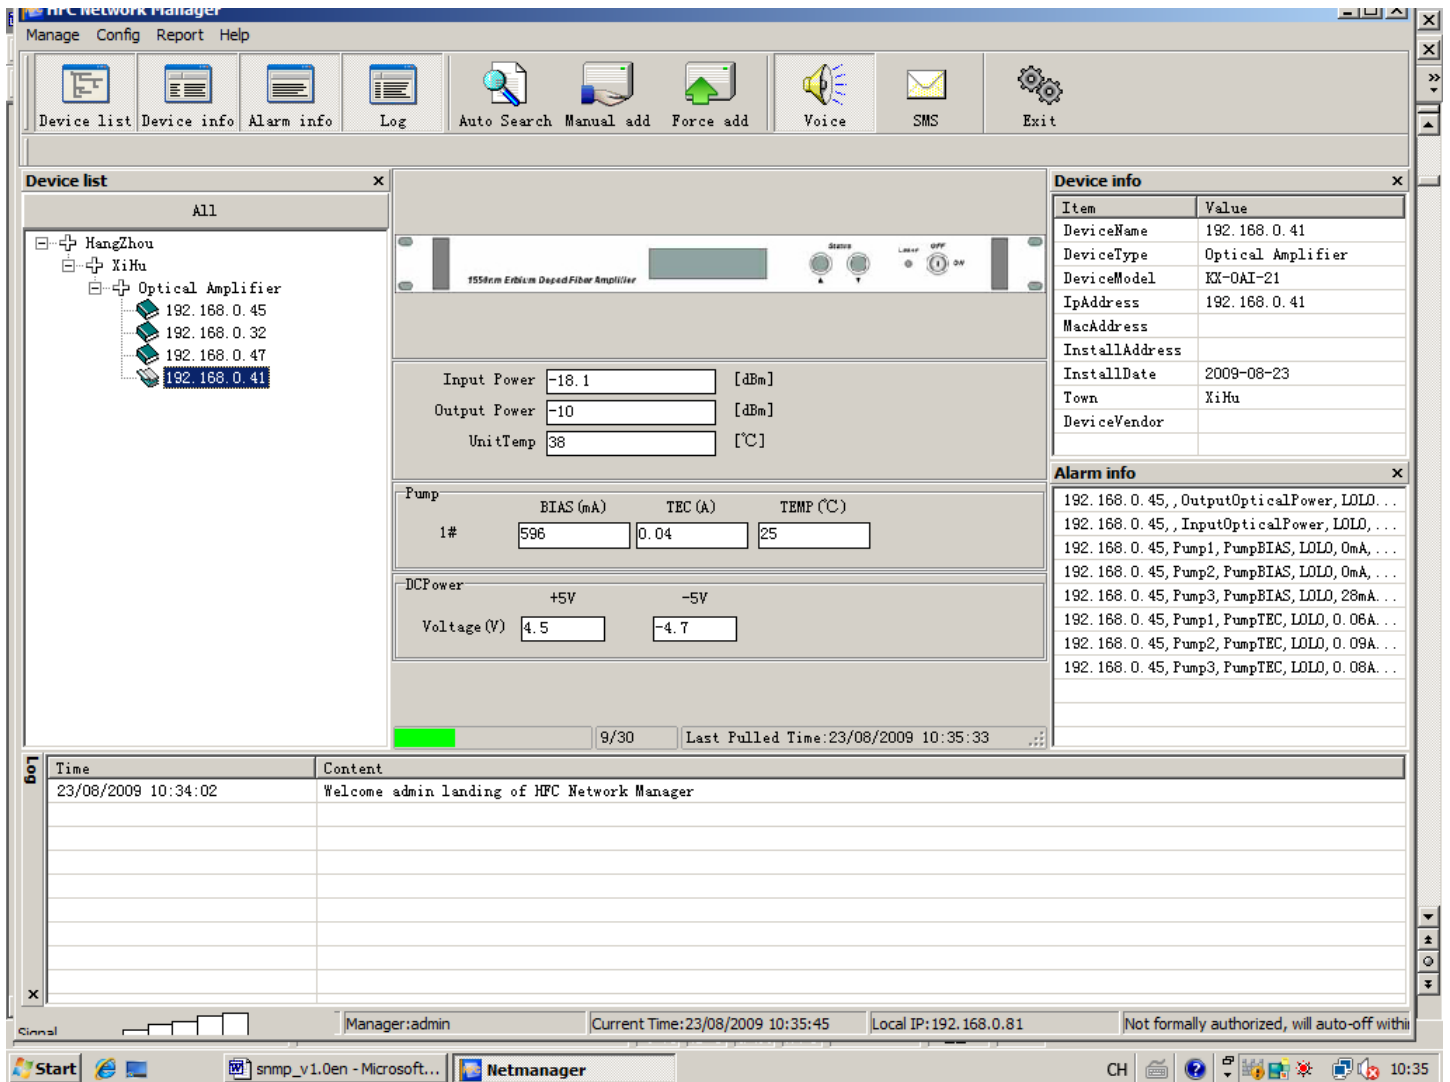 HFC Network Manager
Manage Config Report Help
Device list Device info Alarm info Log Auto Search Manual add Force add Voice SMS Exit
Device list
All
HangZhou
XiHu
Optical Amplifier
192.168.0.45
192.168.0.32
192.168.0.47
192.168.0.41
1550nm Erbium Doped Fiber Amplifier
Status
Laser OFF
ON
Input Power -18.1 [dBm]
Output Power -10 [dBm]
UnitTemp 38 [℃]
Pump
BIAS(mA) TEC(A) TEMP(℃)
1# 596 0.04 25
DCPower
+5V -5V
Voltage(V) 4.5 -4.7
9/30 Last Pulled Time:23/08/2009 10:35:33
Device info
Item Value
DeviceName 192.168.0.41
DeviceType Optical Amplifier
DeviceModel KX-OAI-21
IpAddress 192.168.0.41
MacAddress
InstallAddress
InstallDate 2009-08-23
Town XiHu
DeviceVendor
Alarm info
192.168.0.45,,OutputOpticalPower,LOLO...
192.168.0.45,,InputOpticalPower,LOLO,...
192.168.0.45,Pump1,PumpBIAS,LOLO,0mA,...
192.168.0.45,Pump2,PumpBIAS,LOLO,0mA,...
192.168.0.45,Pump3,PumpBIAS,LOLO,28mA...
192.168.0.45,Pump1,PumpTEC,LOLO,0.06A...
192.168.0.45,Pump2,PumpTEC,LOLO,0.09A...
192.168.0.45,Pump3,PumpTEC,LOLO,0.08A...
Log
Time Content
23/08/2009 10:34:02 Welcome admin landing of HFC Network Manager
Signal Manager:admin Current Time:23/08/2009 10:35:45 Local IP:192.168.0.81 Not formally authorized, will auto-off within
Start snmp_v1.0en - Microsoft... Netmanager CH 10:35